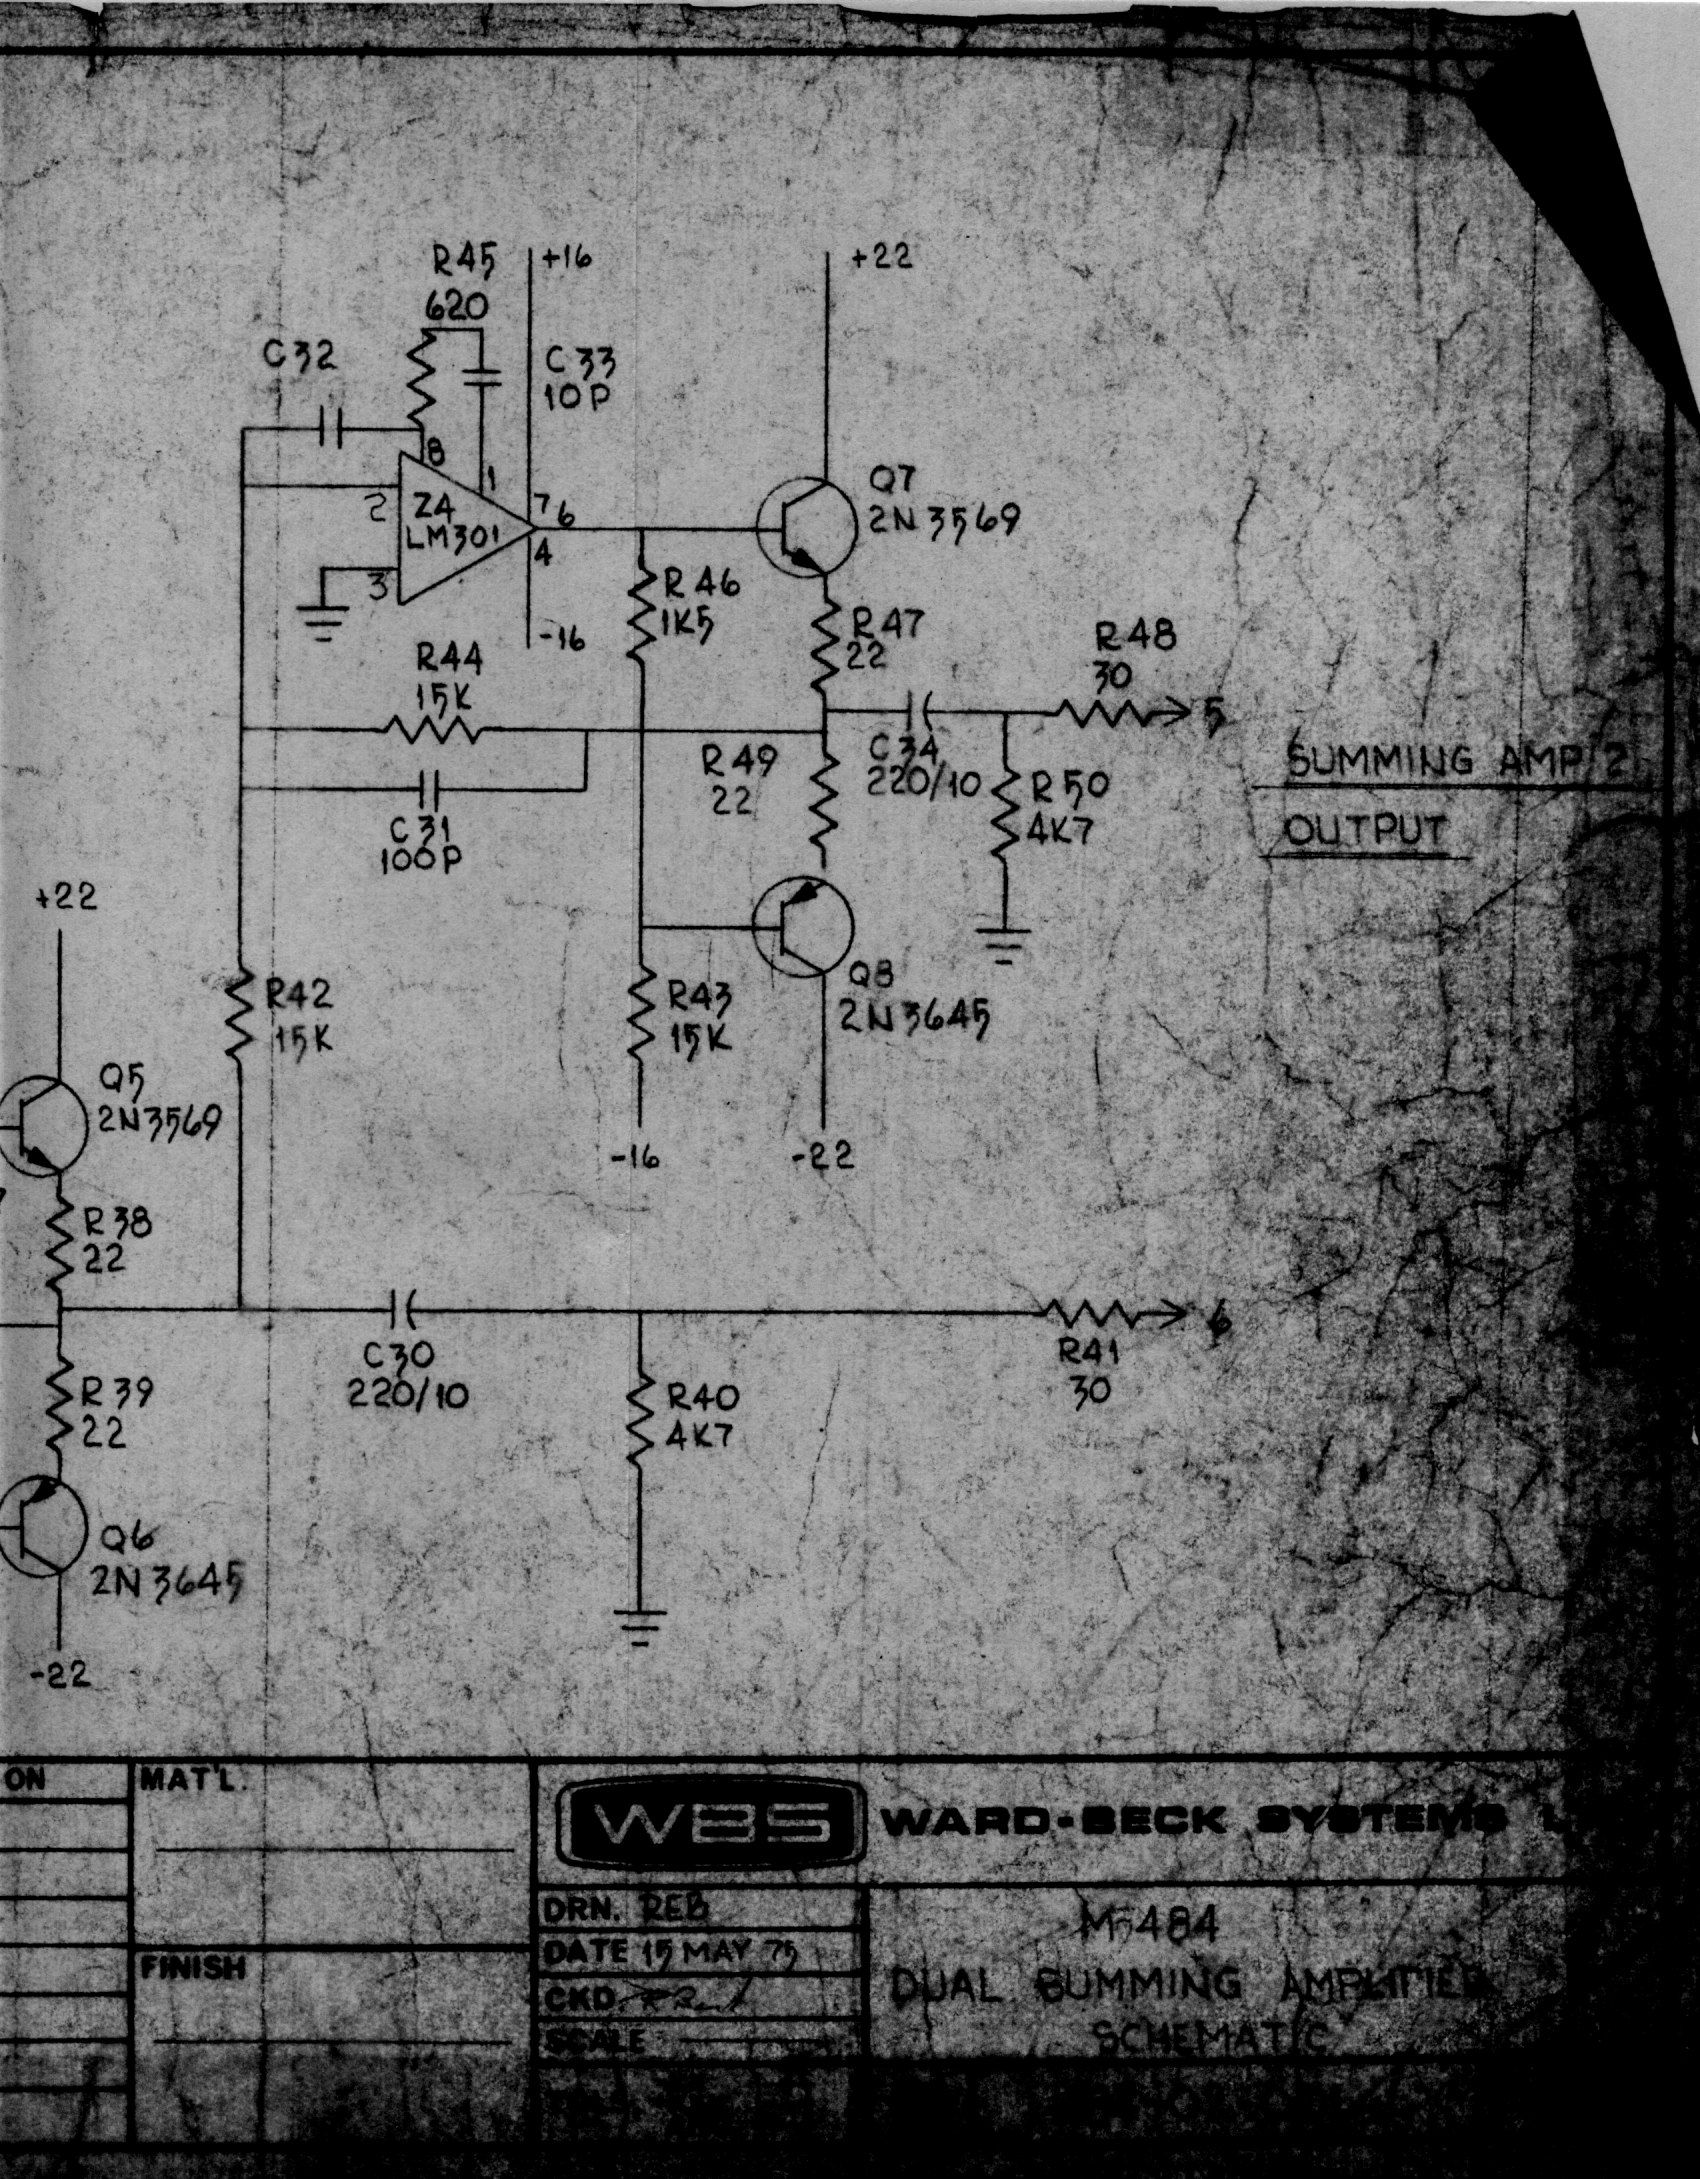 R45
620
+16
+22
C32
C33
10P
8
1
2
Z4
LM301
7
6
4
3
-16
Q7
2N3569
R46
1K5
R47
22
R48
30
5
R44
15K
R49
22
C34
220/10
R50
4K7
SUMMING AMP 2
OUTPUT
C31
100P
+22
R42
15K
R43
15K
Q8
2N3645
-16
-22
Q5
2N3569
R38
22
C30
220/10
R41
30
6
R39
22
R40
4K7
Q6
2N3645
-22
ON
MAT'L.
FINISH
WBS
WARD-BECK SYSTEMS
DRN. REB
DATE 15 MAY 75
CKD.
SCALE
M484
DUAL SUMMING AMPLIFIER
SCHEMATIC